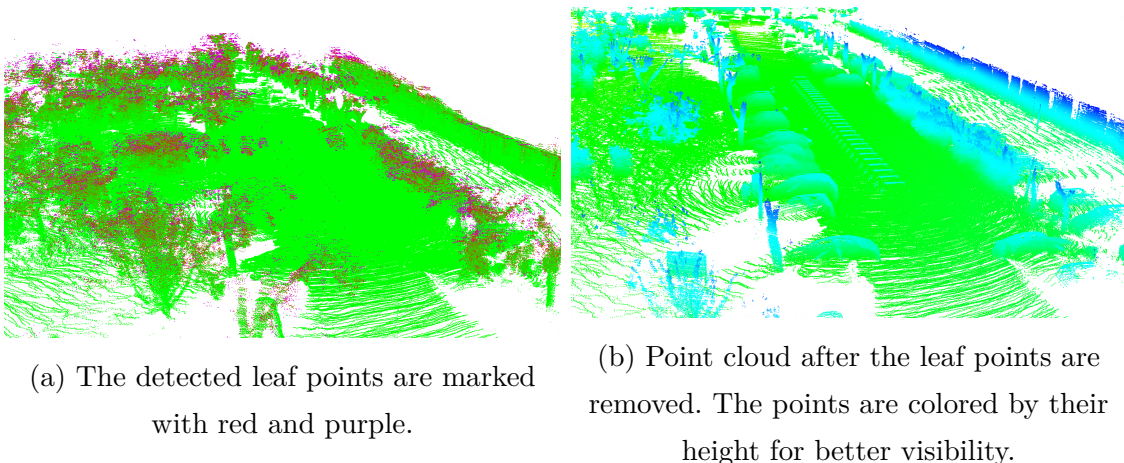 (a) The detected leaf points are marked
with red and purple.
(b) Point cloud after the leaf points are
removed. The points are colored by their
height for better visibility.